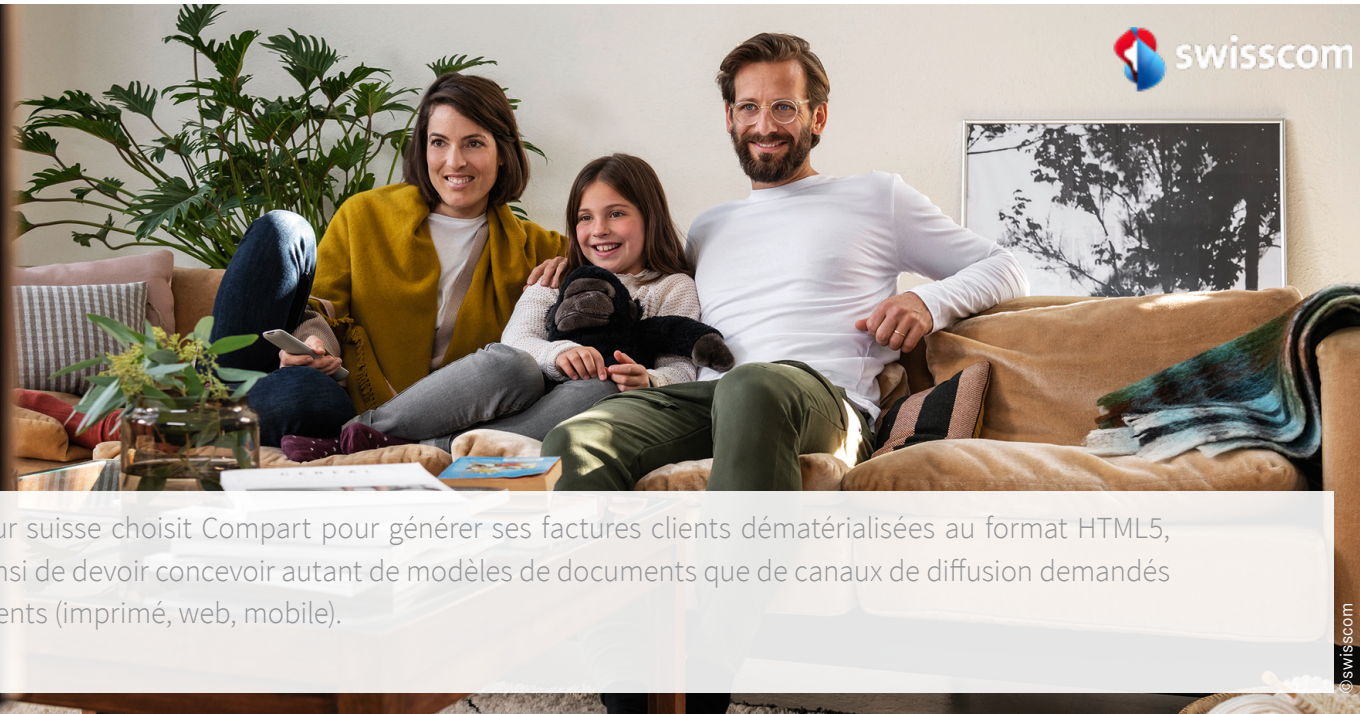 swisscom
CEREAL
ur suisse choisit Compart pour générer ses factures clients dématérialisées au format HTML5,
nsi de devoir concevoir autant de modèles de documents que de canaux de diffusion demandés
ents (imprimé, web, mobile).
©swisscom